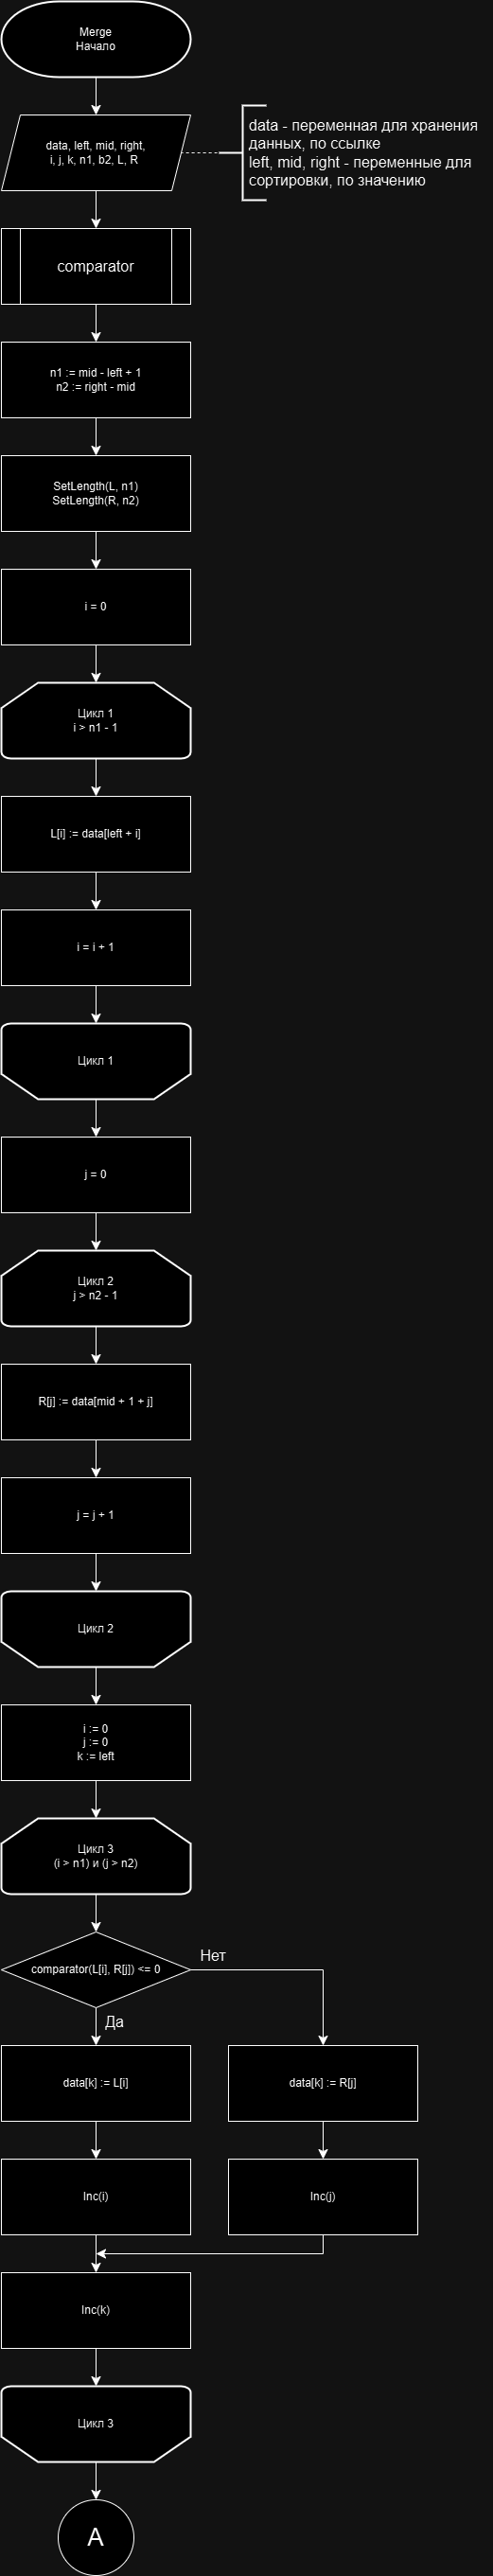 Merge
Начало
data, left, mid, right,
i, j, k, n1, b2, L, R
data - переменная для хранения
данных, по ссылке
left, mid, right - переменные для
сортировки, по значению
comparator
n1 := mid - left + 1
n2 := right - mid
SetLength(L, n1)
SetLength(R, n2)
i = 0
Цикл 1
i > n1 - 1
L[i] := data[left + i]
i = i + 1
Цикл 1
j = 0
Цикл 2
j > n2 - 1
R[j] := data[mid + 1 + j]
j = j + 1
Цикл 2
i := 0
j := 0
k := left
Цикл 3
(i > n1) и (j > n2)
comparator(L[i], R[j]) <= 0
Нет
Да
data[k] := L[i]
data[k] := R[j]
Inc(i)
Inc(j)
Inc(k)
Цикл 3
A